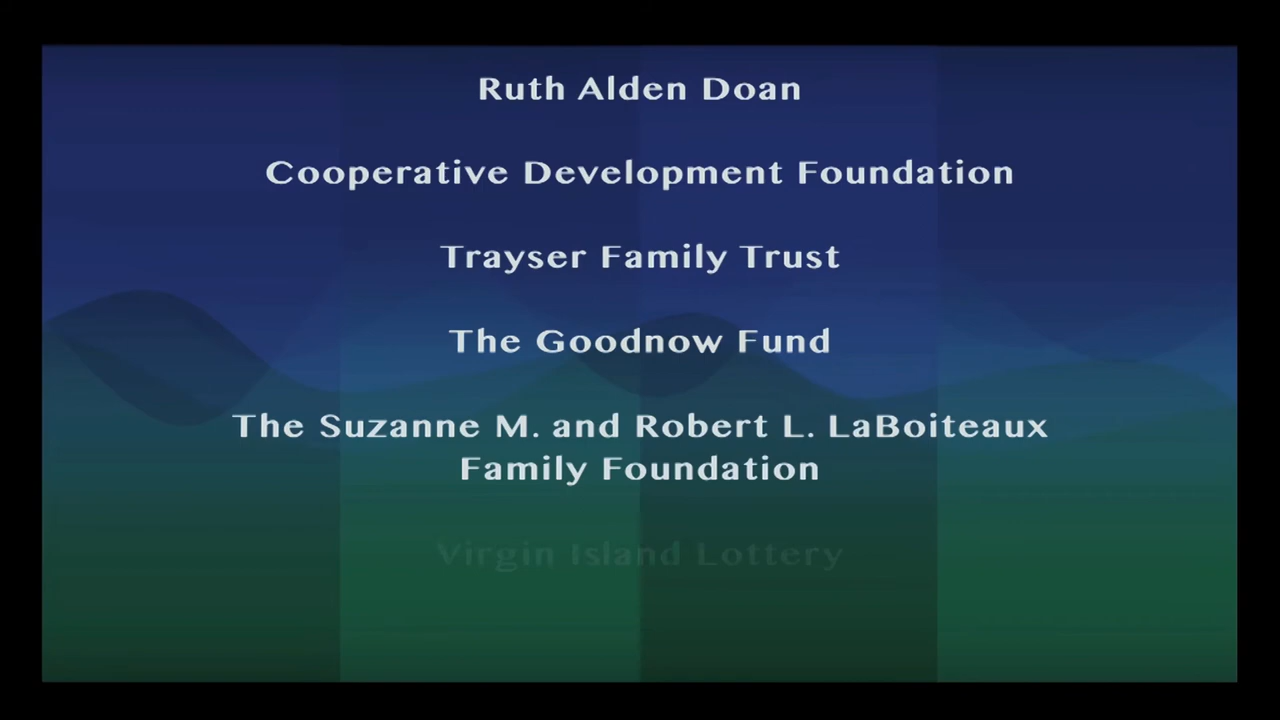 Ruth Alden Doan
Cooperative Development Foundation
Trayser Family Trust
The Goodnow Fund
The Suzanne M. and Robert L. LaBoiteaux
Family Foundation
Virgin Island Lottery